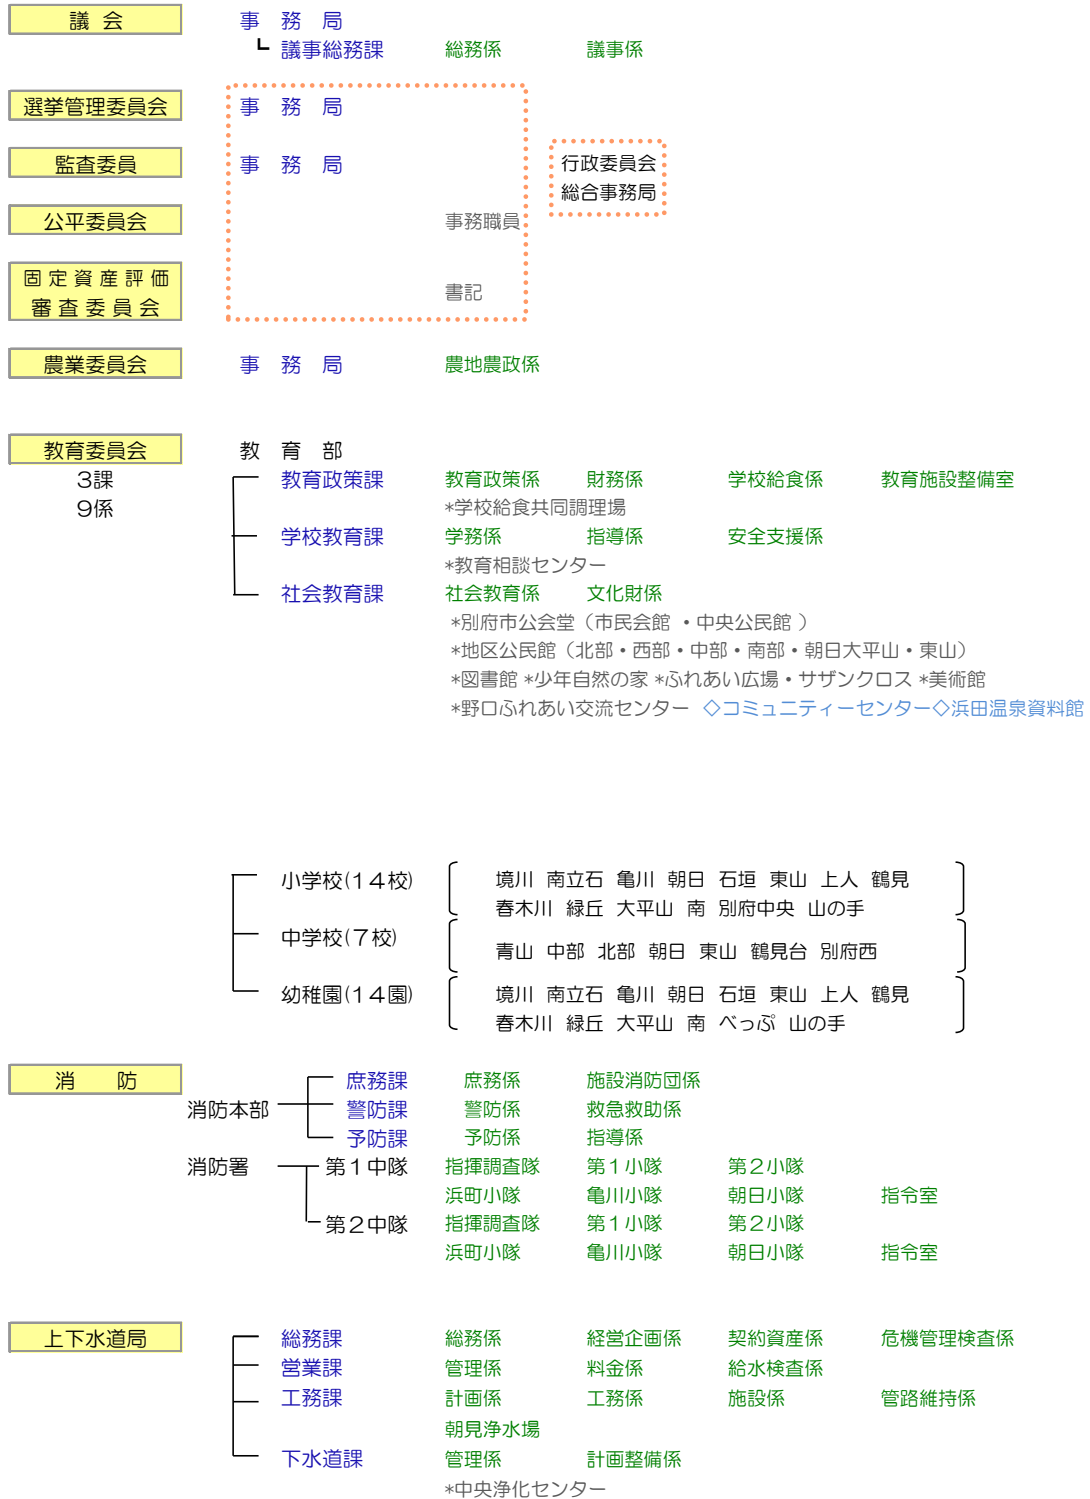 議 会　事 務 局
┗ 議事総務課　総務係　議事係
選挙管理委員会　事 務 局
監査委員　事 務 局　行政委員会
総合事務局
公平委員会　事務職員
固定資産評価
審査委員会　書記
農業委員会　事 務 局　農地農政係
教育委員会　教 育 部
3課　教育政策課　教育政策係　財務係　学校給食係　教育施設整備室
9係　*学校給食共同調理場
学校教育課　学務係　指導係　安全支援係
*教育相談センター
社会教育課　社会教育係　文化財係
*別府市公会堂（市民会館 ・中央公民館 ）
*地区公民館（北部・西部・中部・南部・朝日大平山・東山）
*図書館 *少年自然の家 *ふれあい広場・サザンクロス *美術館
*野口ふれあい交流センター ◇コミュニティーセンター◇浜田温泉資料館
小学校(１４校)　境川 南立石 亀川 朝日 石垣 東山 上人 鶴見
春木川 緑丘 大平山 南 別府中央 山の手
中学校(７校)　青山 中部 北部 朝日 東山 鶴見台 別府西
幼稚園(１４園)　境川 南立石 亀川 朝日 石垣 東山 上人 鶴見
春木川 緑丘 大平山 南 べっぷ 山の手
消　防　庶務課　庶務係　施設消防団係
消防本部　警防課　警防係　救急救助係
予防課　予防係　指導係
消防署　第１中隊　指揮調査隊　第１小隊　第２小隊
浜町小隊　亀川小隊　朝日小隊　指令室
第２中隊　指揮調査隊　第１小隊　第２小隊
浜町小隊　亀川小隊　朝日小隊　指令室
上下水道局　総務課　総務係　経営企画係　契約資産係　危機管理検査係
営業課　管理係　料金係　給水検査係
工務課　計画係　工務係　施設係　管路維持係
朝見浄水場
下水道課　管理係　計画整備係
*中央浄化センター